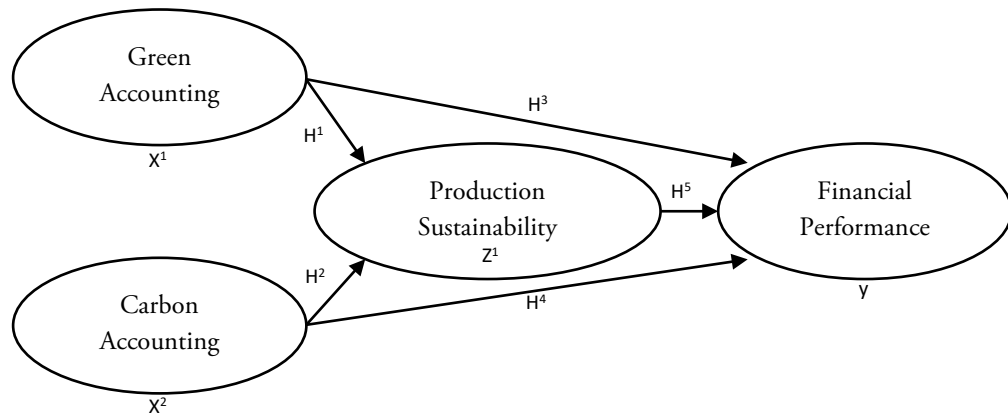 Green
Accounting
X¹
H¹
H³
Production
Sustainability
Z¹
H⁵
Financial
Performance
y
H²
H⁴
Carbon
Accounting
X²